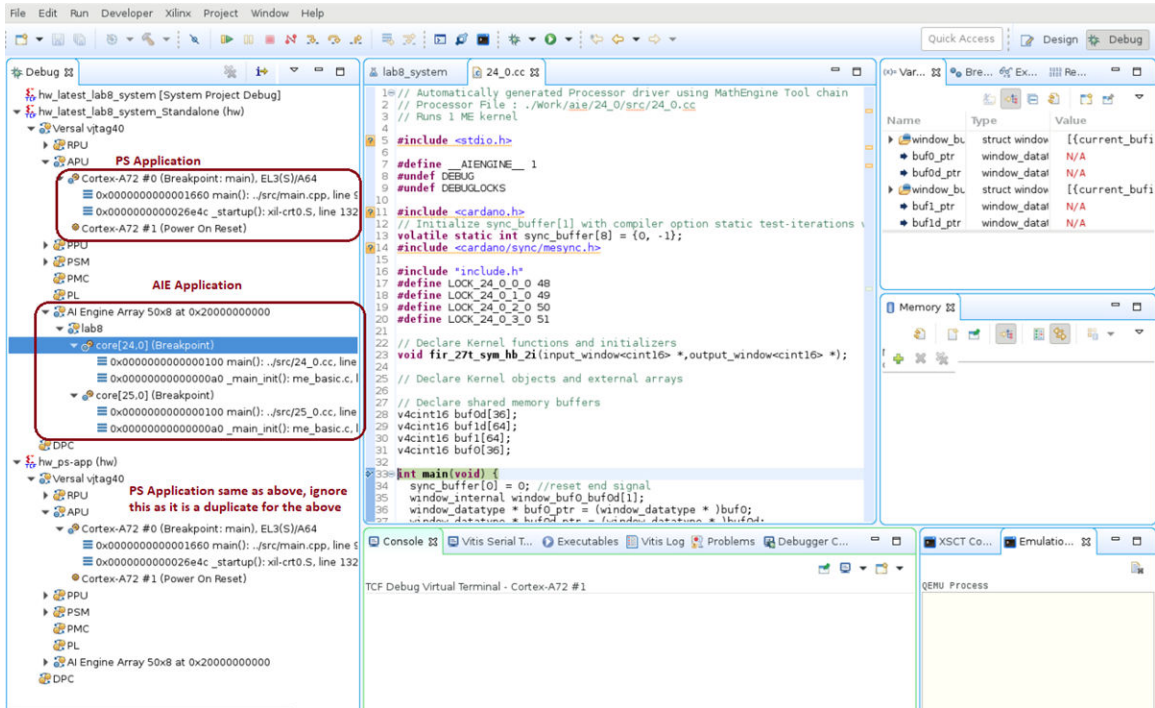 File Edit Run Developer Xilinx Project Window Help
Quick Access
Design
Debug
Debug
hw_latest_lab8_system [System Project Debug]
hw_latest_lab8_system_Standalone (hw)
Versal vjtag40
RPU
APU
PS Application
Cortex-A72 #0 (Breakpoint: main), EL3(S)/A64
0x0000000000001660 main(): ../src/main.cpp, line 9
0x0000000000026e4c _startup(): xil-crt0.S, line 132
Cortex-A72 #1 (Power On Reset)
PPU
PSM
PMC
PL
AIE Application
AI Engine Array 50x8 at 0x20000000000
lab8
core[24,0] (Breakpoint)
0x0000000000000100 main(): ../src/24_0.cc, line
0x00000000000000a0 _main_init(): me_basic.c, l
core[25,0] (Breakpoint)
0x0000000000000100 main(): ../src/25_0.cc, line
0x00000000000000a0 _main_init(): me_basic.c, l
DPC
hw_ps-app (hw)
Versal vjtag40
RPU
APU
PS Application same as above, ignore
this as it is a duplicate for the above
Cortex-A72 #0 (Breakpoint: main), EL3(S)/A64
0x0000000000001660 main(): ../src/main.cpp, line 9
0x0000000000026e4c _startup(): xil-crt0.S, line 132
Cortex-A72 #1 (Power On Reset)
PPU
PSM
PMC
PL
AI Engine Array 50x8 at 0x20000000000
DPC
lab8_system
24_0.cc
1 // Automatically generated Processor driver using MathEngine Tool chain
2 // Processor File : ./Work/aie/24_0/src/24_0.cc
3 // Runs 1 ME kernel
4
5 #include <stdio.h>
6
7 #define __AIENGINE__ 1
8 #undef DEBUG
9 #undef DEBUGLOCKS
10
11 #include <cardano.h>
12 // Initialize sync_buffer[1] with compiler option static test-iterations v
13 volatile static int sync_buffer[8] = {0, -1};
14 #include <cardano/sync/mesync.h>
15
16 #include "include.h"
17 #define LOCK_24_0_0_0 48
18 #define LOCK_24_0_1_0 49
19 #define LOCK_24_0_2_0 50
20 #define LOCK_24_0_3_0 51
21
22 // Declare Kernel functions and initializers
23 void fir_27t_sym_hb_2i(input_window<cint16> *,output_window<cint16> *);
24
25 // Declare Kernel objects and external arrays
26
27 // Declare shared memory buffers
28 v4cint16 buf0d[36];
29 v4cint16 buf1d[64];
30 v4cint16 buf1[64];
31 v4cint16 buf0[36];
32
33 int main(void) {
34 sync_buffer[0] = 0; //reset end signal
35 window_internal window_buf0_buf0d[1];
36 window_datatype * buf0_ptr = (window_datatype * )buf0;
37 window_datatype * buf0d_ptr = (window_datatype * )buf0d;
Var...
Bre...
Ex...
Re...
Name Type Value
window_bu struct window [{current_bufi
buf0_ptr window_datat N/A
buf0d_ptr window_datat N/A
window_bu struct window [{current_bufi
buf1_ptr window_datat N/A
buf1d_ptr window_datat N/A
Memory
Console
Vitis Serial T...
Executables
Vitis Log
Problems
Debugger C...
TCF Debug Virtual Terminal - Cortex-A72 #1
XSCT Co...
Emulatio...
QEMU Process